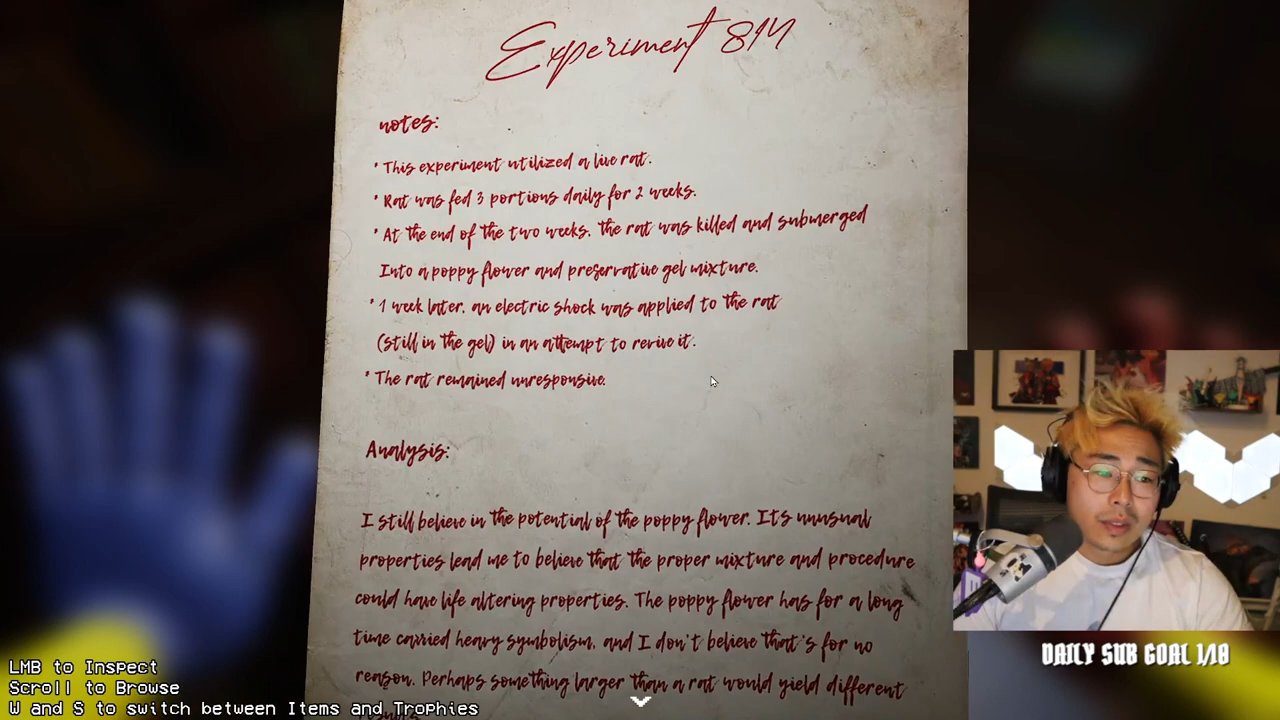 Experiment 814
notes:
* This experiment utilized a live rat.
* Rat was fed 3 portions daily for 2 weeks.
* At the end of the two weeks, the rat was killed and submerged
Into a poppy flower and preservative gel mixture.
* 1 week later, an electric shock was applied to the rat
(still in the gel) in an attempt to revive it.
* The rat remained unresponsive.
Analysis:
I still believe in the potential of the poppy flower. Its unusual
properties lead me to believe that the proper mixture and procedure
could have life altering properties. The poppy flower has for a long
time carried heavy symbolism, and I don't believe that's for no
reason. Perhaps something larger than a rat would yield different
DAILY SUB GOAL 1/18
LMB to Inspect
Scroll to Browse
W and S to switch between Items and Trophies